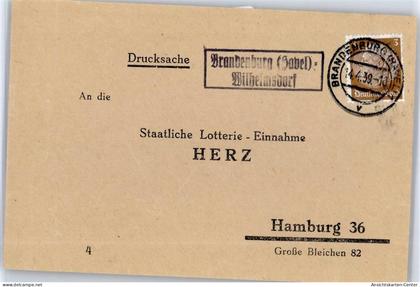 Drucksache
Brandenburg (Havel)-
Wilhelmsdorf
BRANDENBURG
3
An die
Staatliche Lotterie - Einnahme
HERZ
Hamburg 36
Große Bleichen 82
4
Ansichtskarten-Center